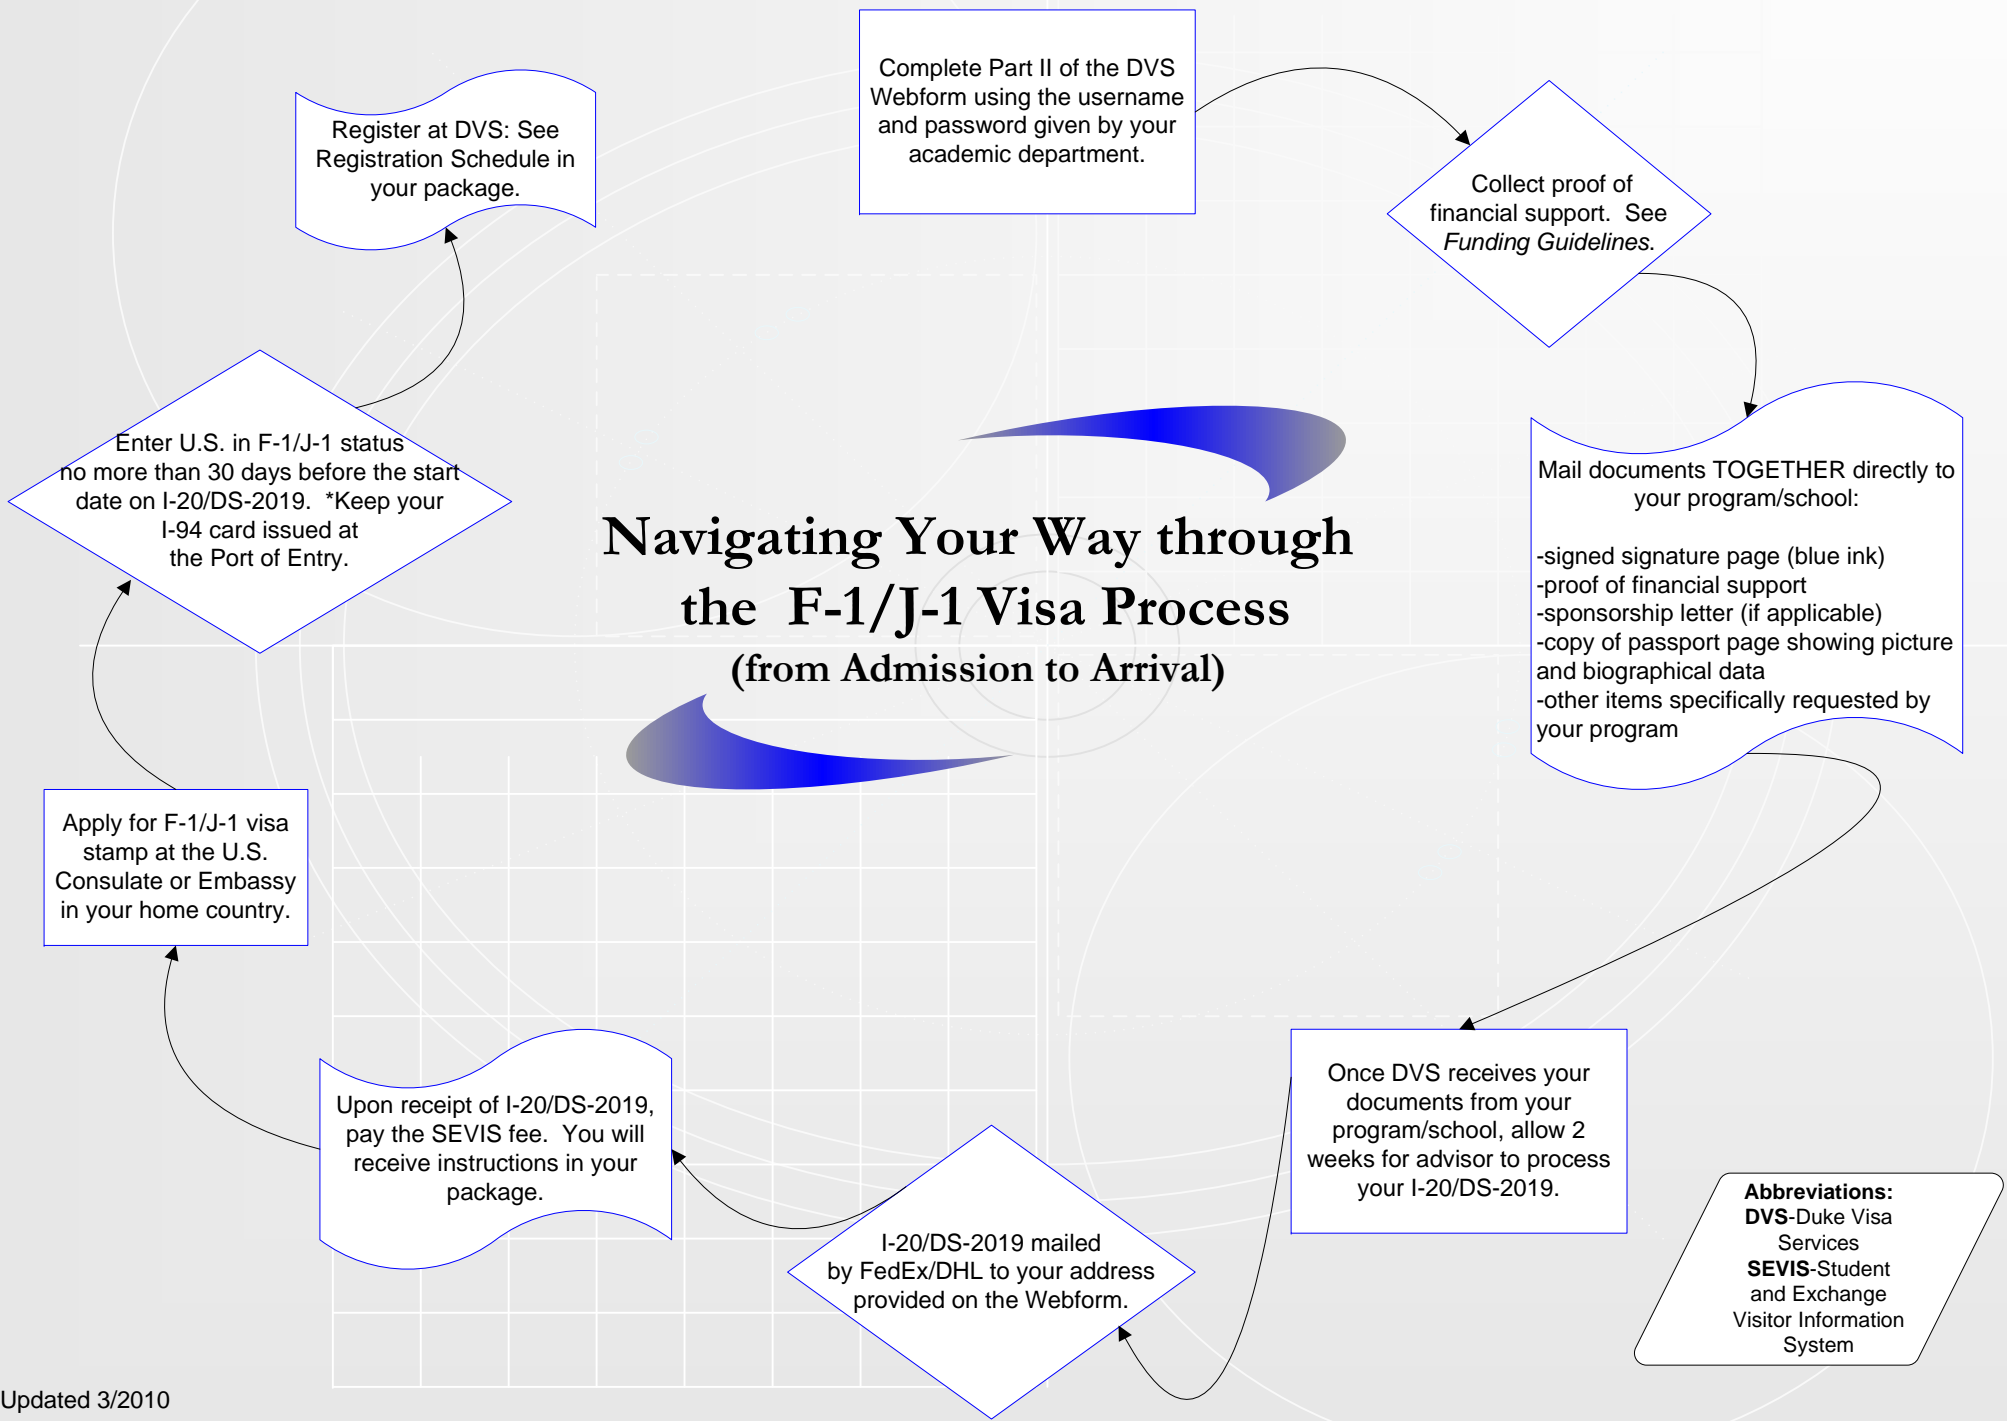 Complete Part II of the DVS
Webform using the username
and password given by your
academic department.
Collect proof of
financial support.  See
Funding Guidelines.
Mail documents TOGETHER directly to
your program/school:
-signed signature page (blue ink)
-proof of financial support
-sponsorship letter (if applicable)
-copy of passport page showing picture
and biographical data
-other items specifically requested by
your program
Once DVS receives your
documents from your
program/school, allow 2
weeks for advisor to process
your I-20/DS-2019.
I-20/DS-2019 mailed
by FedEx/DHL to your address
provided on the Webform.
Upon receipt of I-20/DS-2019,
pay the SEVIS fee.  You will
receive instructions in your
package.
Apply for F-1/J-1 visa
stamp at the U.S.
Consulate or Embassy
in your home country.
Enter U.S. in F-1/J-1 status
no more than 30 days before the start
date on I-20/DS-2019.  *Keep your
I-94 card issued at
the Port of Entry.
Register at DVS: See
Registration Schedule in
your package.
Navigating Your Way through
the  F-1/J-1 Visa Process
(from Admission to Arrival)
Abbreviations:
DVS-Duke Visa
Services
SEVIS-Student
and Exchange
Visitor Information
System
Updated 3/2010